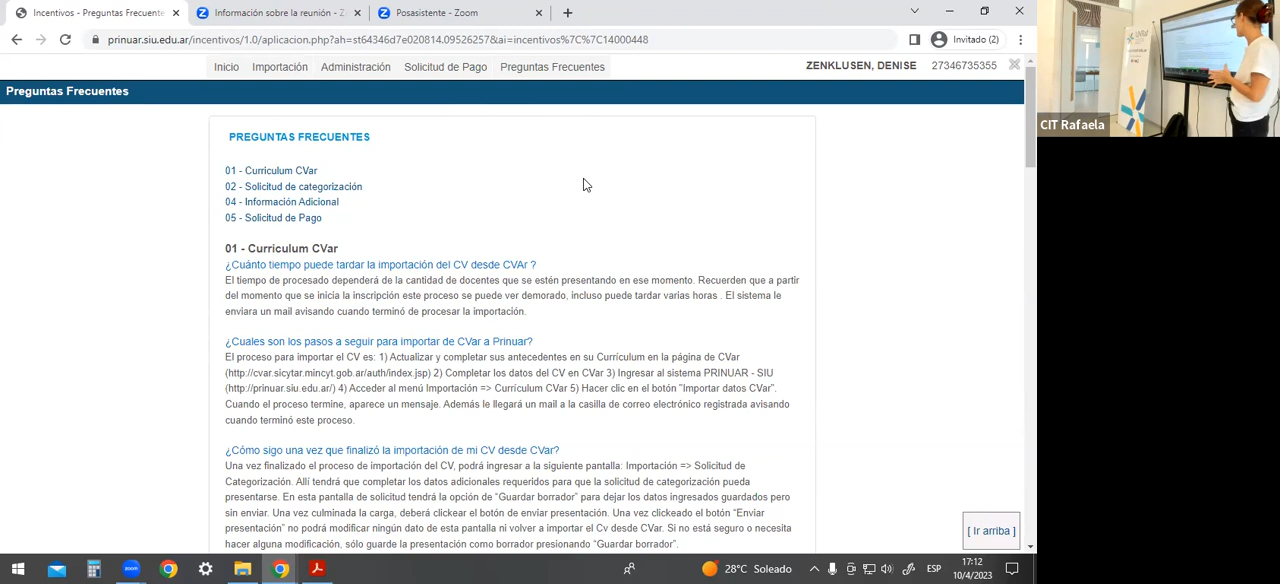 Incentivos - Preguntas Frecuente
Información sobre la reunión - Z
Posasistente - Zoom
prinuar.siu.edu.ar/incentivos/1.0/aplicacion.php?ah=st64346d7e020814.09526257&ai=incentivos%7C%7C14000448
Invitado (2)
Inicio Importación Administración Solicitud de Pago Preguntas Frecuentes
ZENKLUSEN, DENISE 27346735355
Preguntas Frecuentes
PREGUNTAS FRECUENTES
01 - Curriculum CVar
02 - Solicitud de categorización
04 - Información Adicional
05 - Solicitud de Pago
01 - Curriculum CVar
¿Cuánto tiempo puede tardar la importación del CV desde CVAr ?
El tiempo de procesado dependerá de la cantidad de docentes que se estén presentando en ese momento. Recuerden que a partir
del momento que se inicia la inscripción este proceso se puede ver demorado, incluso puede tardar varias horas . El sistema le
enviara un mail avisando cuando terminó de procesar la importación.
¿Cuales son los pasos a seguir para importar de CVar a Prinuar?
El proceso para importar el CV es: 1) Actualizar y completar sus antecedentes en su Currículum en la página de CVar
(http://cvar.sicytar.mincyt.gob.ar/auth/index.jsp) 2) Completar los datos del CV en CVar 3) Ingresar al sistema PRINUAR - SIU
(http://prinuar.siu.edu.ar/) 4) Acceder al menú Importación => Currículum CVar 5) Hacer clic en el botón "Importar datos CVar".
Cuando el proceso termine, aparece un mensaje. Además le llegará un mail a la casilla de correo electrónico registrada avisando
cuando terminó este proceso.
¿Cómo sigo una vez que finalizó la importación de mi CV desde CVar?
Una vez finalizado el proceso de importación del CV, podrá ingresar a la siguiente pantalla: Importación => Solicitud de
Categorización. Allí tendrá que completar los datos adicionales requeridos para que la solicitud de categorización pueda
presentarse. En esta pantalla de solicitud tendrá la opción de “Guardar borrador” para dejar los datos ingresados guardados pero
sin enviar. Una vez culminada la carga, deberá clickear el botón de enviar presentación. Una vez clickeado el botón “Enviar
presentación” no podrá modificar ningún dato de esta pantalla ni volver a importar el Cv desde CVar. Si no está seguro o necesita
hacer alguna modificación, sólo guarde la presentación como borrador presionando “Guardar borrador”.
[ Ir arriba ]
CIT Rafaela
zoom
28°C Soleado
ESP
17:12
10/4/2023